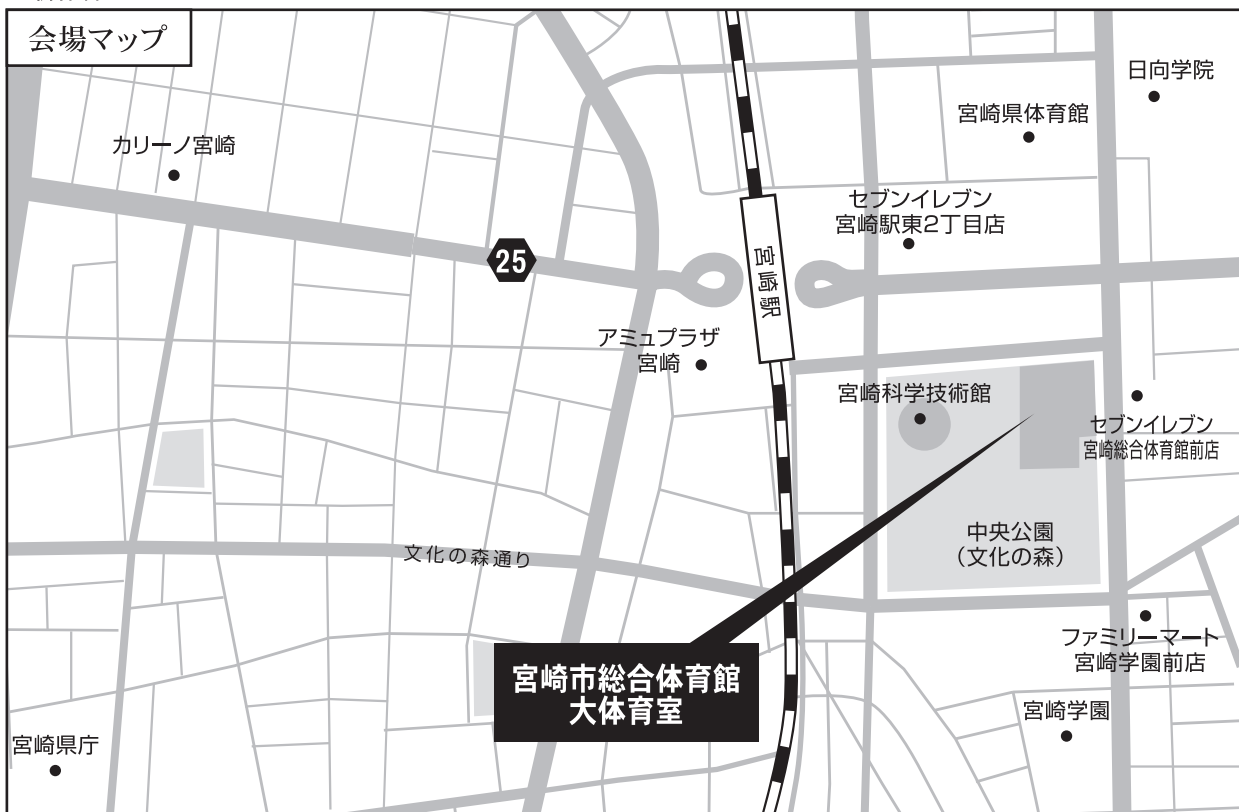 会場マップ
日向学院
宮崎県体育館
カリーノ宮崎
セブンイレブン
宮崎駅東2丁目店
25
宮崎駅
アミュプラザ
宮崎
宮崎科学技術館
セブンイレブン
宮崎総合体育館前店
中央公園
(文化の森)
文化の森通り
ファミリーマート
宮崎学園前店
宮崎市総合体育館
大体育室
宮崎学園
宮崎県庁